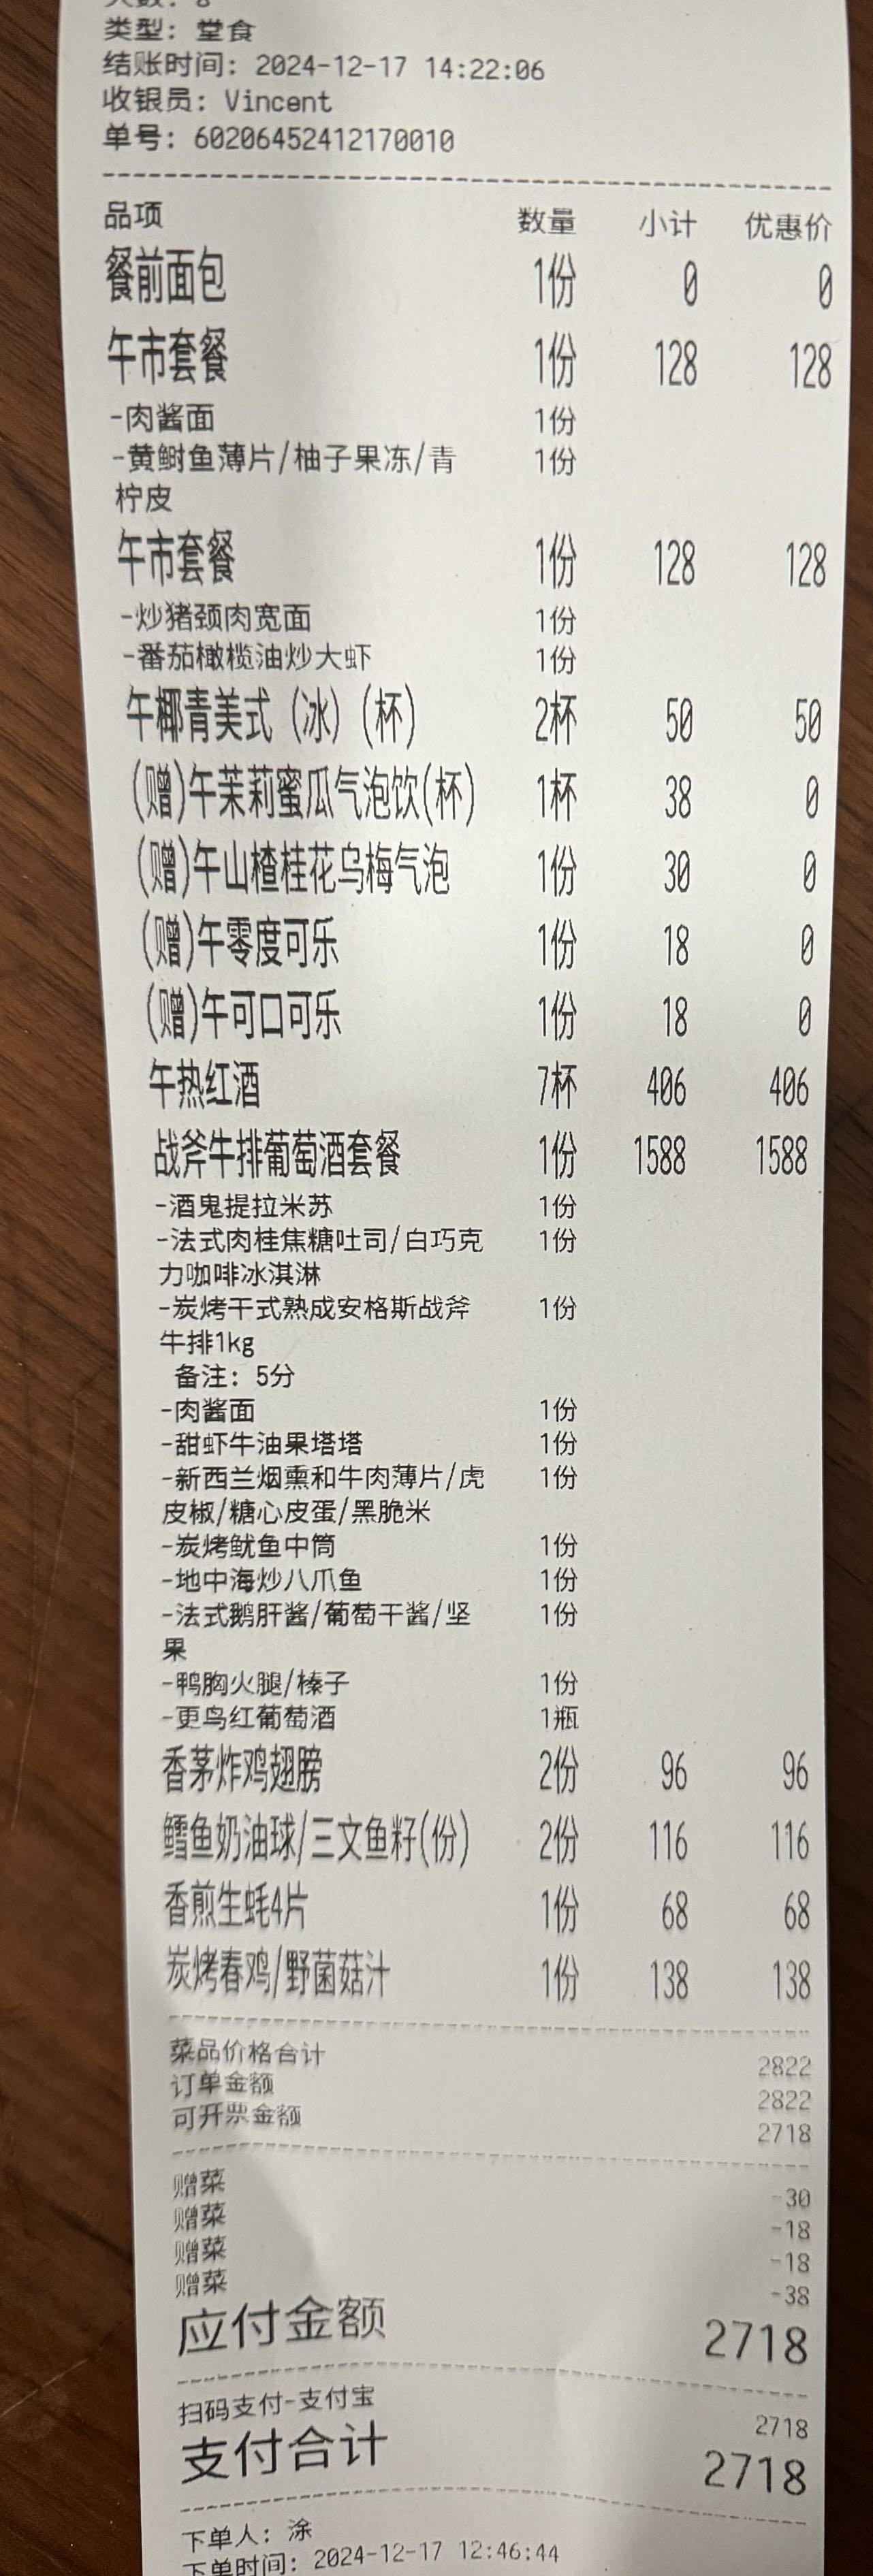 人数: 8
类型: 堂食
结账时间: 2024-12-17 14:22:06
收银员: Vincent
单号: 60206452412170010
品项 数量 小计 优惠价
餐前面包 1份 0 0
午市套餐 1份 128 128
-肉酱面 1份
-黄鲥鱼薄片/柚子果冻/青 1份
柠皮
午市套餐 1份 128 128
-炒猪颈肉宽面 1份
-番茄橄榄油炒大虾 1份
午椰青美式（冰）（杯） 2杯 50 50
(赠)午茉莉蜜瓜气泡饮(杯) 1杯 38 0
(赠)午山楂桂花乌梅气泡 1份 30 0
(赠)午零度可乐 1份 18 0
(赠)午可口可乐 1份 18 0
午热红酒 7杯 406 406
战斧牛排葡萄酒套餐 1份 1588 1588
-酒鬼提拉米苏 1份
-法式肉桂焦糖吐司/白巧克 1份
力咖啡冰淇淋
-炭烤干式熟成安格斯战斧 1份
牛排1kg
备注: 5分
-肉酱面 1份
-甜虾牛油果塔塔 1份
-新西兰烟熏和牛肉薄片/虎 1份
皮椒/糖心皮蛋/黑脆米
-炭烤鱿鱼中筒 1份
-地中海炒八爪鱼 1份
-法式鹅肝酱/葡萄干酱/坚 1份
果
-鸭胸火腿/榛子 1份
-更鸟红葡萄酒 1瓶
香茅炸鸡翅膀 2份 96 96
鳕鱼奶油球/三文鱼籽(份) 2份 116 116
香煎生蚝4片 1份 68 68
炭烤春鸡/野菌菇汁 1份 138 138
菜品价格合计 2822
订单金额 2822
可开票金额 2718
赠菜 -30
赠菜 -18
赠菜 -18
赠菜 -38
应付金额 2718
扫码支付-支付宝 2718
支付合计 2718
下单人: 涂
下单时间: 2024-12-17 12:46:44